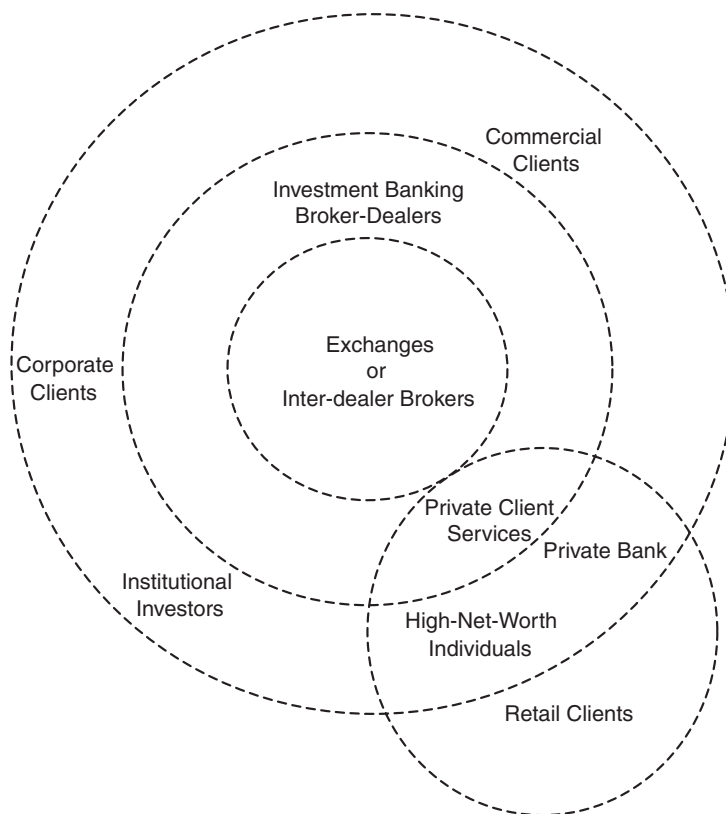 Commercial
Clients
Investment Banking
Broker-Dealers
Exchanges
or
Inter-dealer Brokers
Corporate
Clients
Private Client
Services
Private Bank
Institutional
Investors
High-Net-Worth
Individuals
Retail Clients